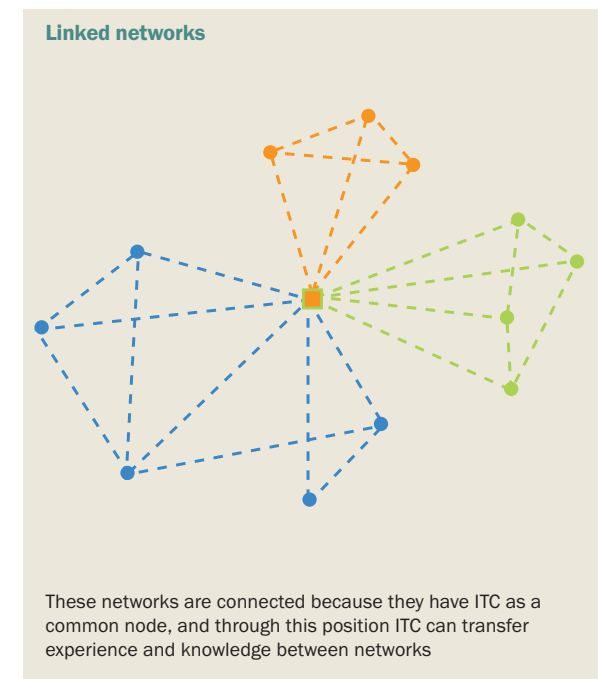 Linked networks
These networks are connected because they have ITC as a
common node, and through this position ITC can transfer
experience and knowledge between networks